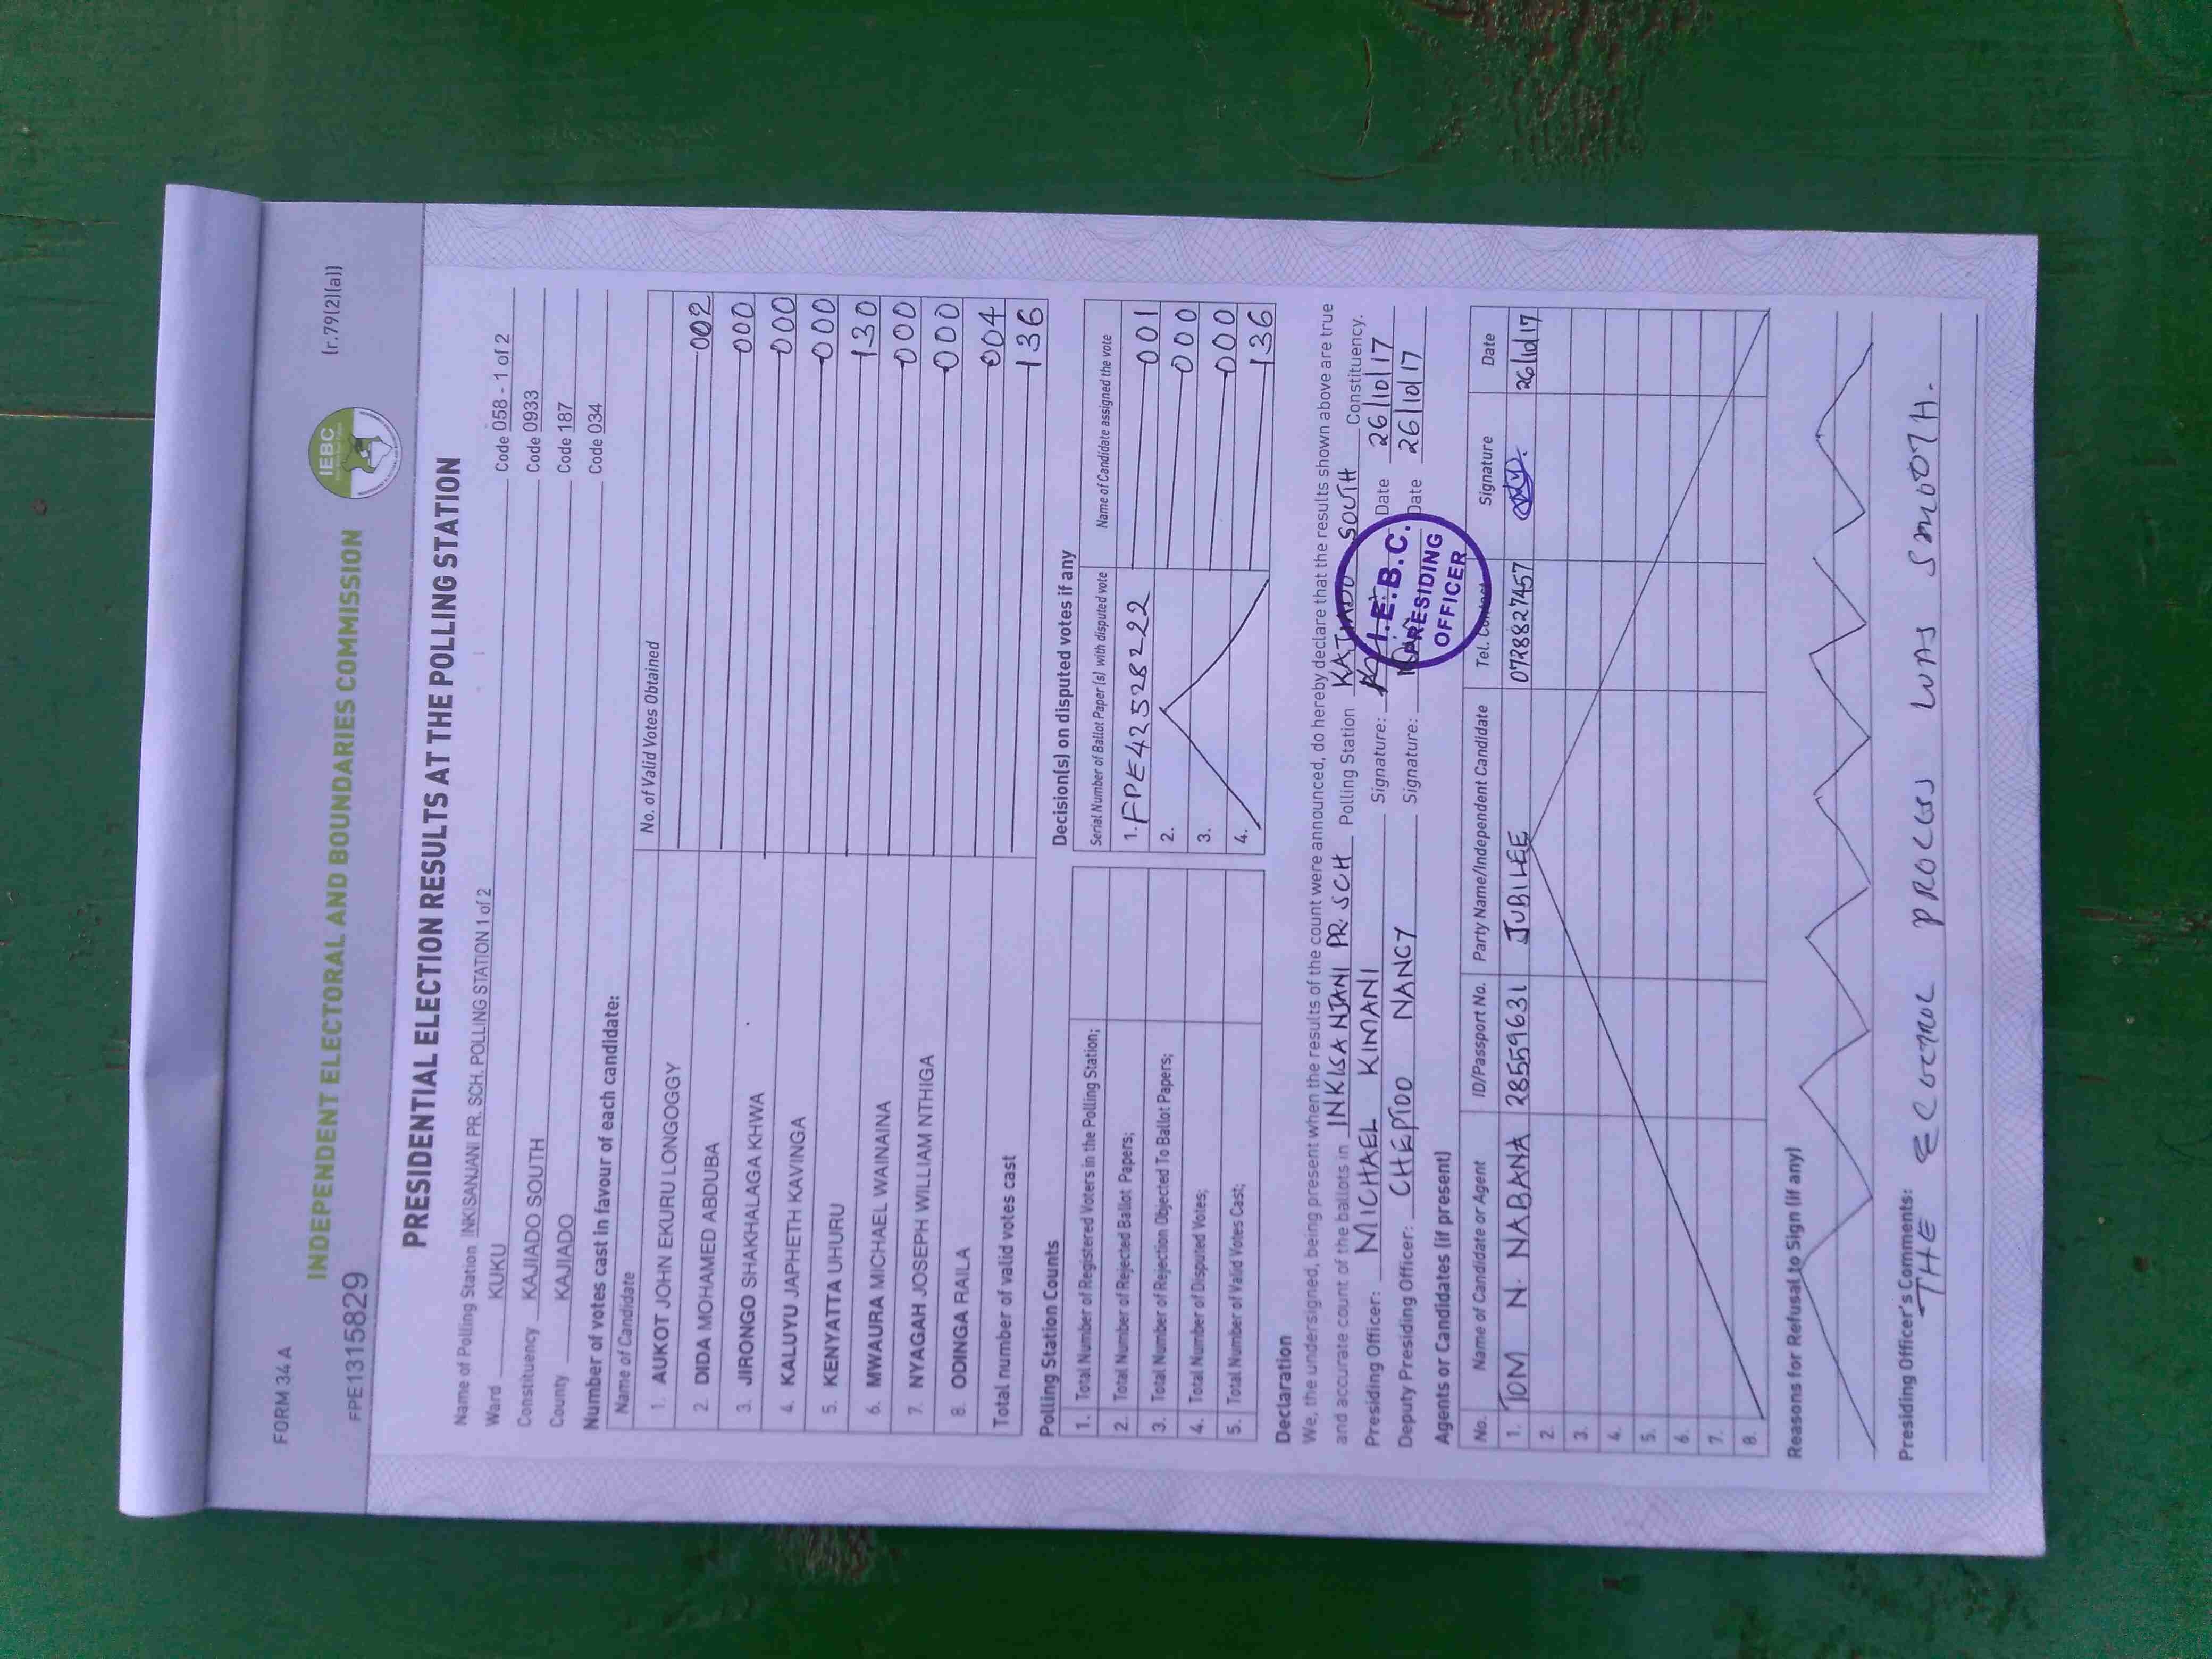 FORM 34 A
(r.79(2)(a))
IEBC
INDEPENDENT ELECTORAL AND BOUNDARIES COMMISSION
FPE1315829
PRESIDENTIAL ELECTION RESULTS AT THE POLLING STATION
Name of Polling Station INKISANJANI PR. SCH. POLLING STATION 1 of 2 Code 058 - 1 of 2
Ward KUKU Code 0933
Constituency KAJIADO SOUTH Code 187
County KAJIADO Code 034
Number of votes cast in favour of each candidate:
Name of Candidate No. of Valid Votes Obtained
1. AUKOT JOHN EKURU LONGOGGY 002
2. DIDA MOHAMED ABDUBA 000
3. JIRONGO SHAKHALAGA KHWA 000
4. KALUYU JAPHETH KAVINGA 000
5. KENYATTA UHURU 130
6. MWAURA MICHAEL WAINAINA 000
7. NYAGAH JOSEPH WILLIAM NTHIGA 000
8. ODINGA RAILA 004
Total number of valid votes cast 136
Polling Station Counts
1. Total Number of Registered Voters in the Polling Station;
2. Total Number of Rejected Ballot Papers;
3. Total Number of Rejection Objected To Ballot Papers;
4. Total Number of Disputed Votes;
5. Total Number of Valid Votes Cast;
Decision(s) on disputed votes if any
Serial Number of Ballot Paper (s) with disputed vote Name of Candidate assigned the vote
1. 001
2. 000
3. 000
4. 136
Declaration
We, the undersigned, being present when the results of the count were announced, do hereby declare that the results shown above are true
and accurate count of the ballots in INKISANJANI PR. SCH Polling Station KAJIADO SOUTH Constituency.
Presiding Officer: MICHAEL KIMANI Signature: Date 26/10/17
Deputy Presiding Officer: CHEPTOO NANCY Signature: Date 26/10/17
I.E.B.C.
PRESIDING
OFFICER
Agents or Candidates (if present)
No. Name of Candidate or Agent ID/Passport No. Party Name/Independent Candidate Tel. Contact Signature Date
1. TOM N. NABAANA 28559631 JUBILEE 0728827457 26/10/17
2.
3.
4.
5.
6.
7.
8.
Reasons for Refusal to Sign (if any)
Presiding Officer's Comments:
THE PROCESS WAS SMOOTH.